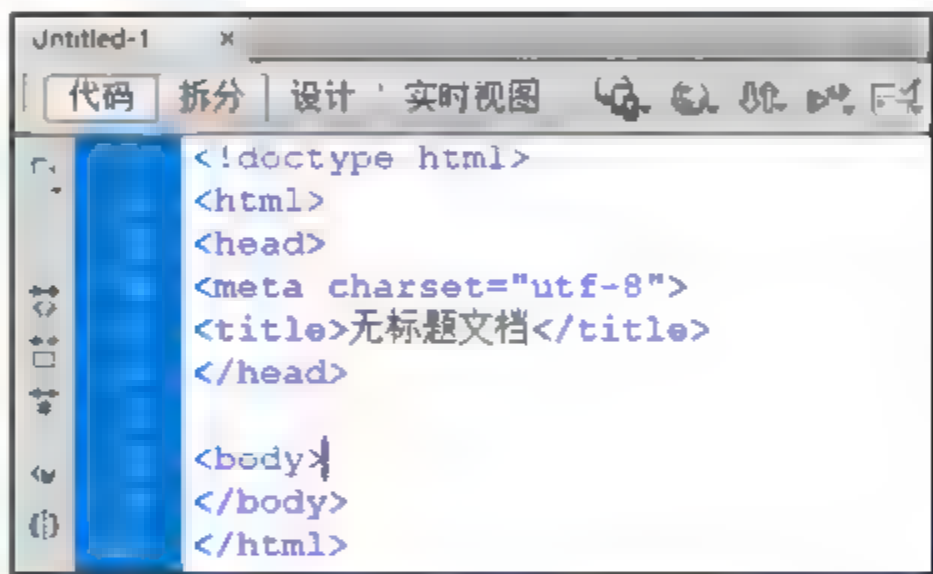 Untitled-1 ×
代码 拆分 设计 实时视图
<!doctype html>
<html>
<head>
<meta charset="utf-8">
<title>无标题文档</title>
</head>
<body>
</body>
</html>